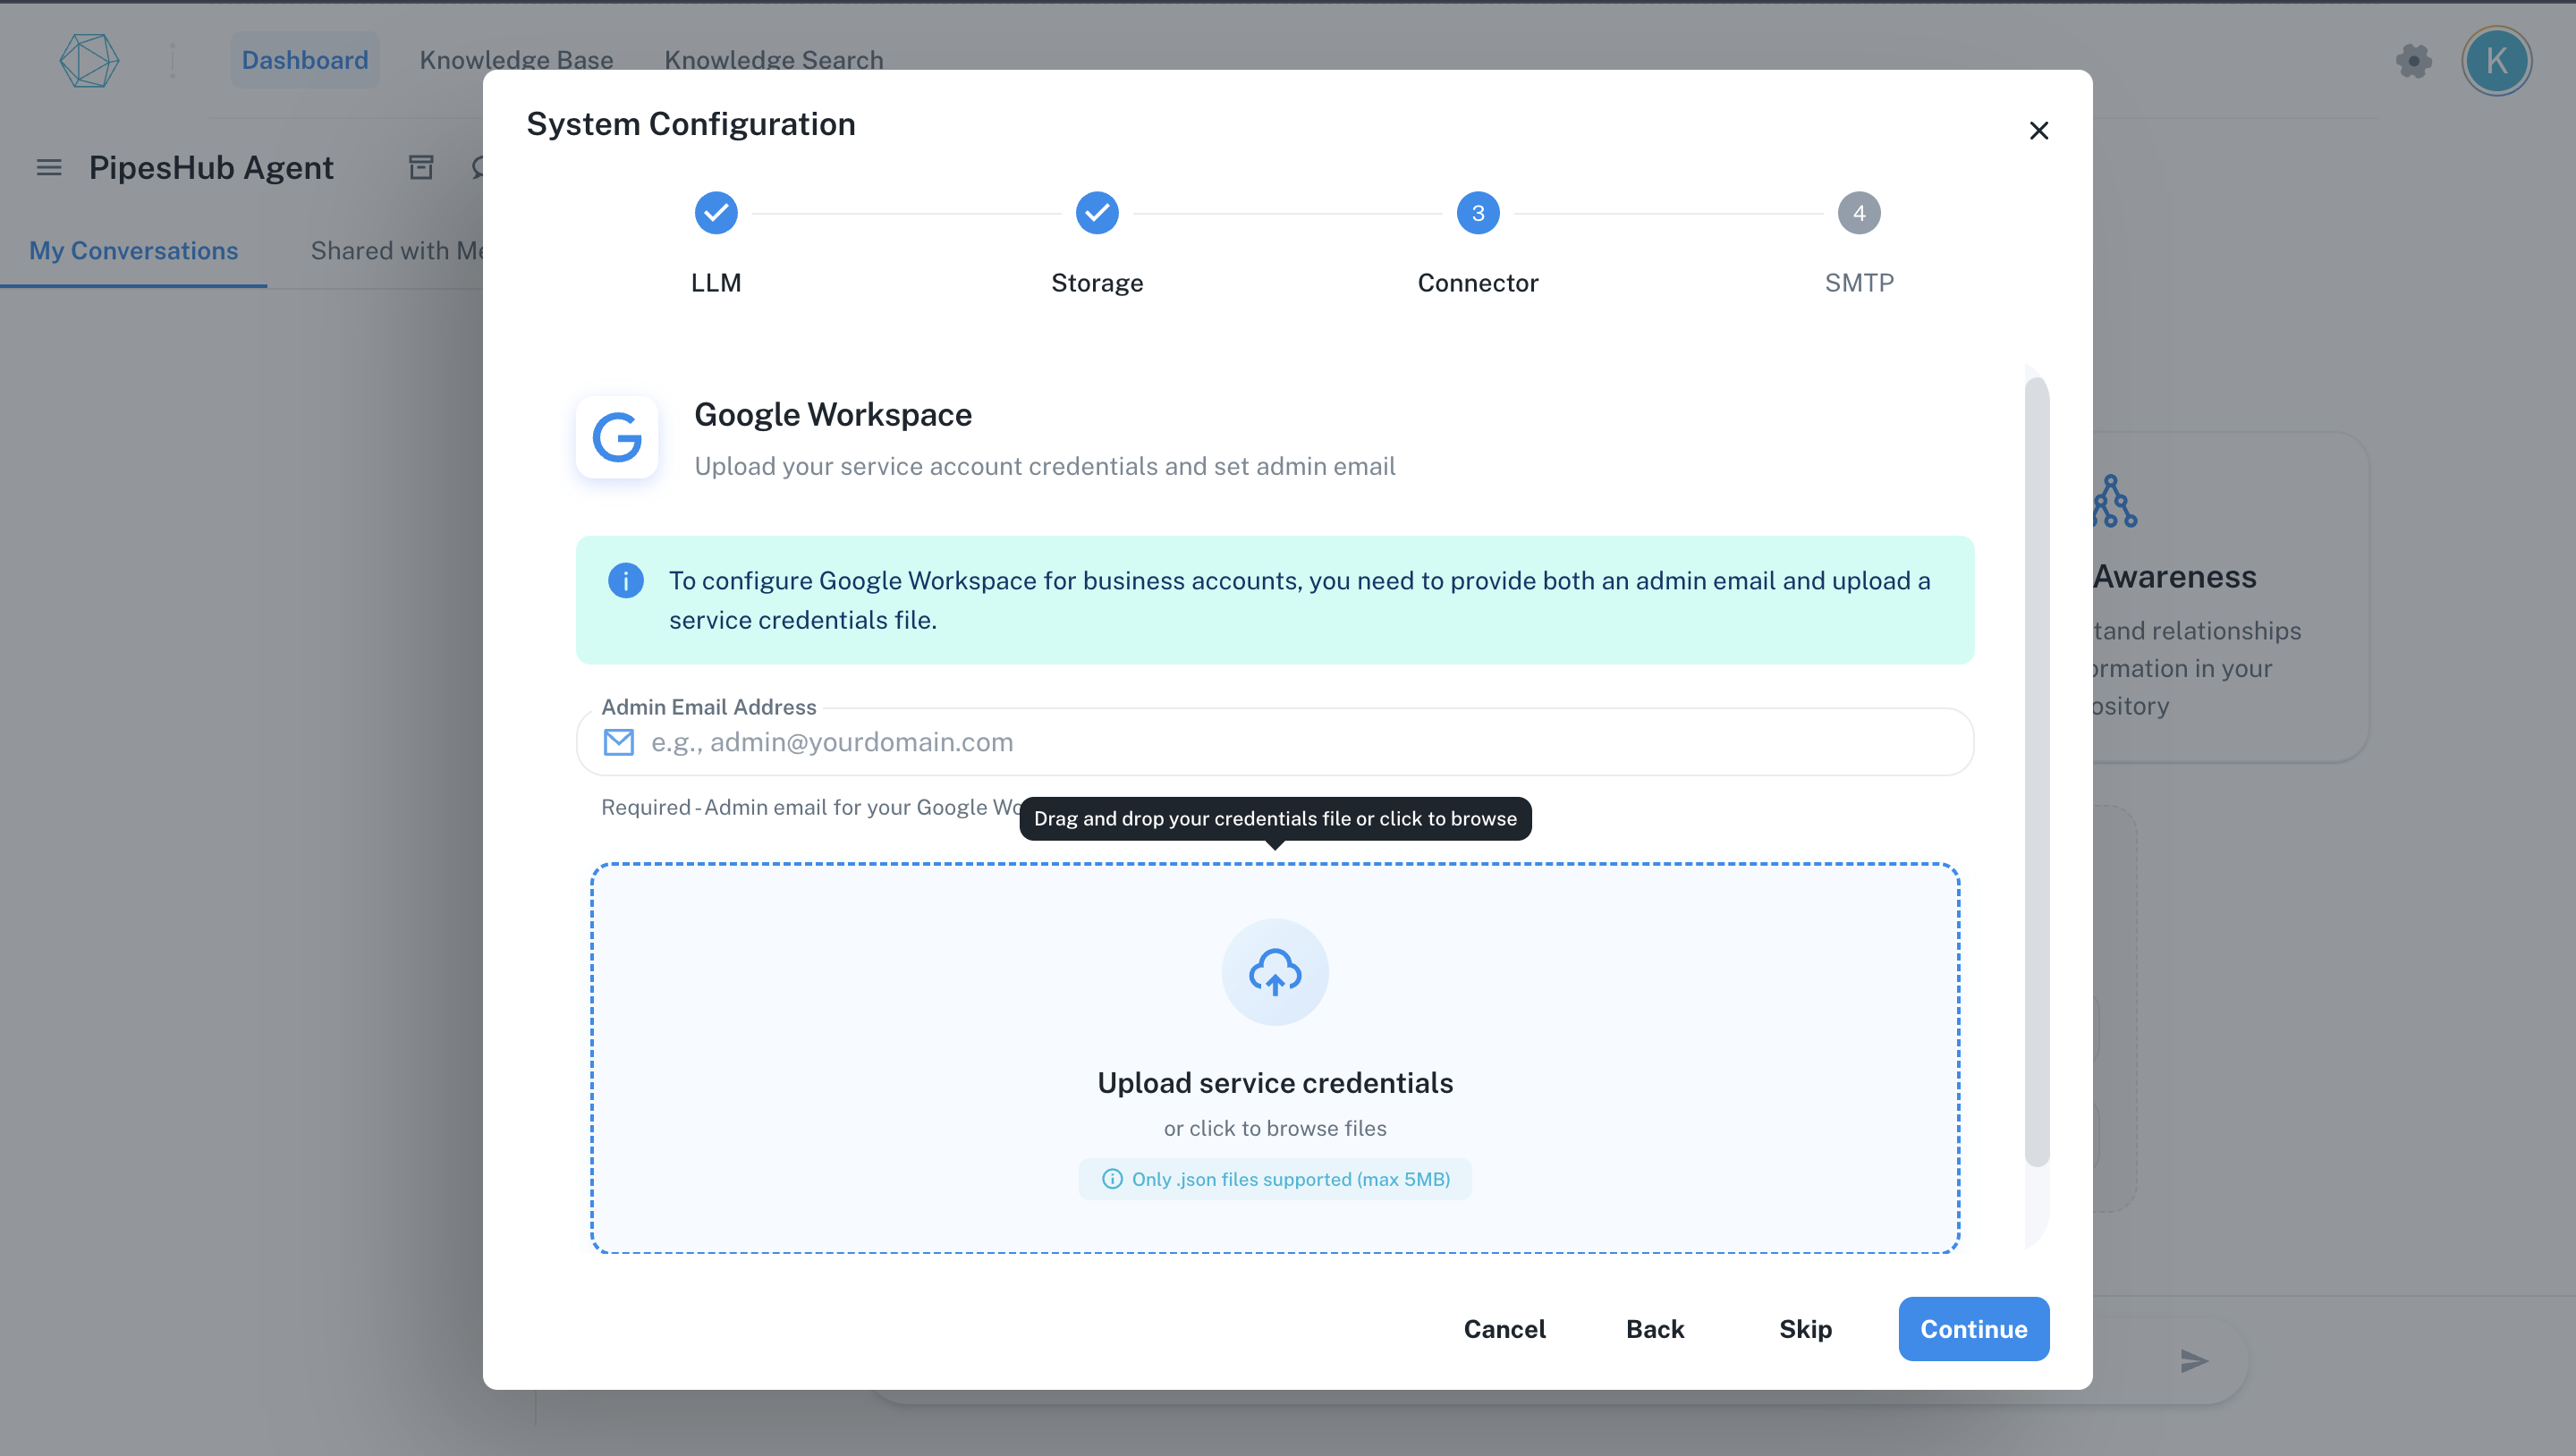 Dashboard
Knowledge Base
Knowledge Search
K
PipesHub Agent
My Conversations
Shared with Me
System Configuration
3
4
LLM
Storage
Connector
SMTP
G
Google Workspace
Upload your service account credentials and set admin email
To configure Google Workspace for business accounts, you need to provide both an admin email and upload a
service credentials file.
Admin Email Address
e.g., admin@yourdomain.com
Required - Admin email for your Google Wo
Drag and drop your credentials file or click to browse
Upload service credentials
or click to browse files
Only .json files supported (max 5MB)
Cancel
Back
Skip
Continue
Awareness
tand relationships
ormation in your
ository